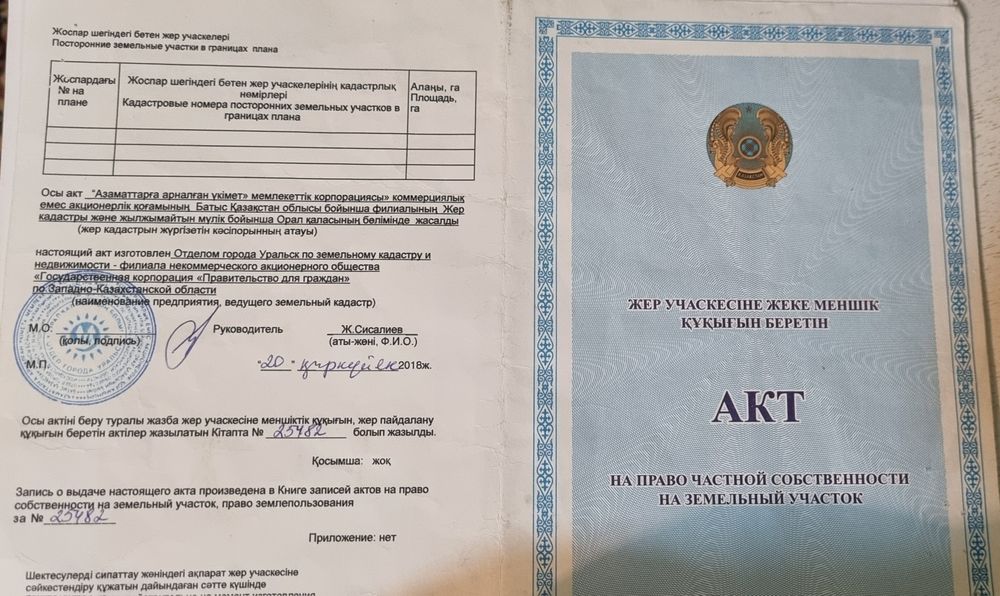 Жоспар шегіндегі бөтен жер учаскелері
Посторонние земельные участки в границах плана
Жоспардағы № на плане
Жоспар шегіндегі бөтен жер учаскелерінің кадастрлық нөмірлері
Кадастровые номера посторонних земельных участков в границах плана
Алаңы, га
Площадь, га
Осы акт "Азаматтарға арналған үкімет» мемлекеттік корпорациясы» коммерциялық
емес акционерлік қоғамының Батыс Қазақстан облысы бойынша филиалының Жер
кадастры және жылжымайтын мүлік бойынша Орал қаласының бөлімінде жасалды
(жер кадастрын жүргізетін кәсіпорынның атауы)
настоящий акт изготовлен Отделом города Уральск по земельному кадастру и
недвижимости - филиала некоммерческого акционерного общества
«Государственная корпорация «Правительство для граждан»
по Западно-Казахстанской области
(наименование предприятия, ведущего земельный кадастр)
М.О. Руководитель Ж.Сисалиев
(қолы, подпись) (аты-жөні, Ф.И.О.)
М.П. "20" қыркүйек 2018ж.
Осы актіні беру туралы жазба жер учаскесіне меншіктік құқығын, жер пайдалану
құқығын беретін актілер жазылатын Кітапта № 25482 болып жазылды.
Қосымша: жоқ
Запись о выдаче настоящего акта произведена в Книге записей актов на право
собственности на земельный участок, право землепользования
за № 25482
Приложение: нет
Шектесулерді сипаттау жөніндегі ақпарат жер учаскесіне
сәйкестендіру құжатын дайындаған сәтте күшінде
ҚАЗАҚСТАН
ЖЕР УЧАСКЕСІНЕ ЖЕКЕ МЕНШІК
ҚҰҚЫҒЫН БЕРЕТІН
АКТ
НА ПРАВО ЧАСТНОЙ СОБСТВЕННОСТИ
НА ЗЕМЕЛЬНЫЙ УЧАСТОК